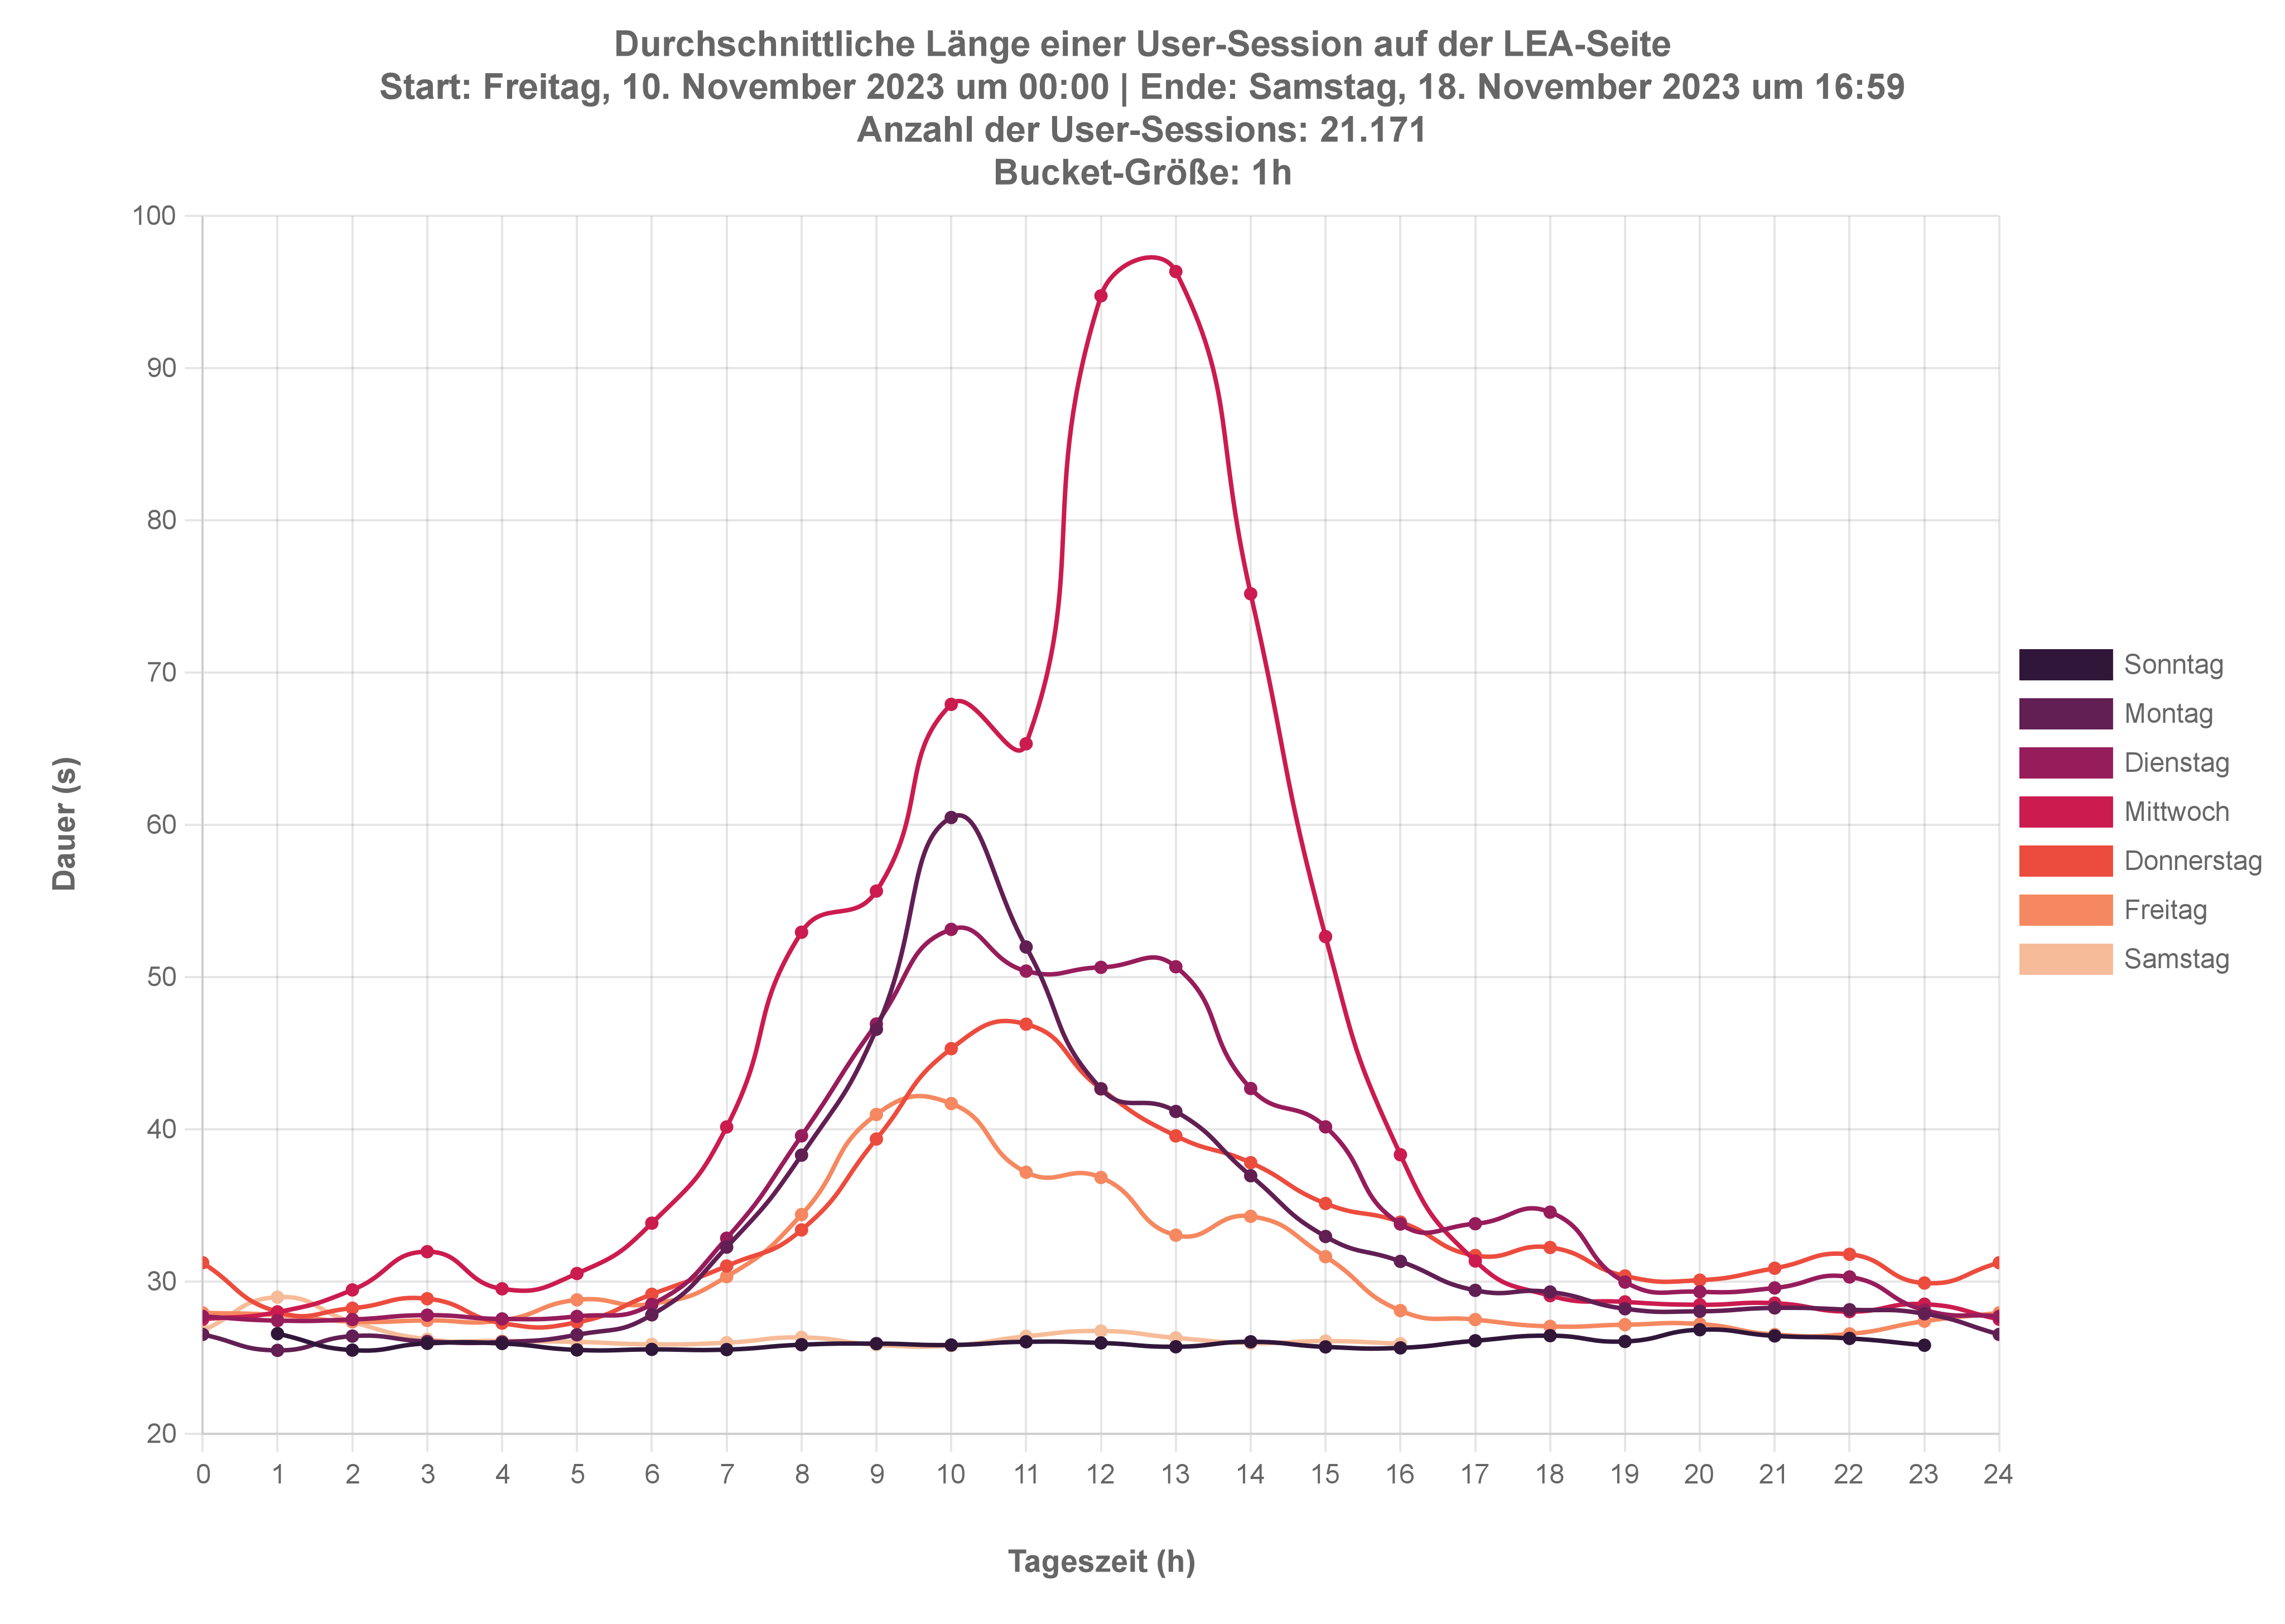 Durchschnittliche Länge einer User-Session auf der LEA-Seite
Start: Freitag, 10. November 2023 um 00:00 | Ende: Samstag, 18. November 2023 um 16:59
Anzahl der User-Sessions: 21.171
Bucket-Größe: 1h
100
90
80
70
60
50
40
30
20
Dauer (s)
0 1 2 3 4 5 6 7 8 9 10 11 12 13 14 15 16 17 18 19 20 21 22 23 24
Tageszeit (h)
Sonntag
Montag
Dienstag
Mittwoch
Donnerstag
Freitag
Samstag